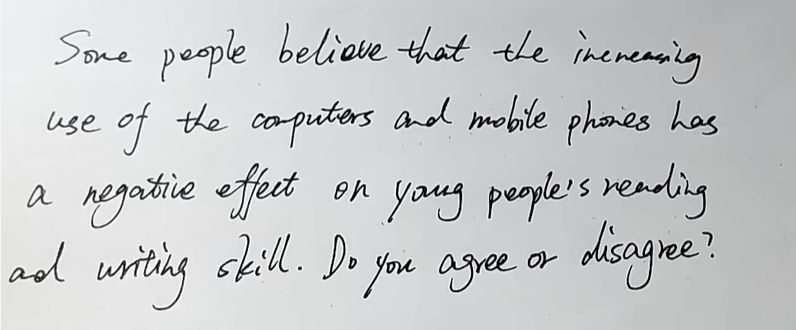 Some people believe that the increasing
use of the computers and mobile phones has
a negative effect on young people's reading
and writing skill. Do you agree or disagree?